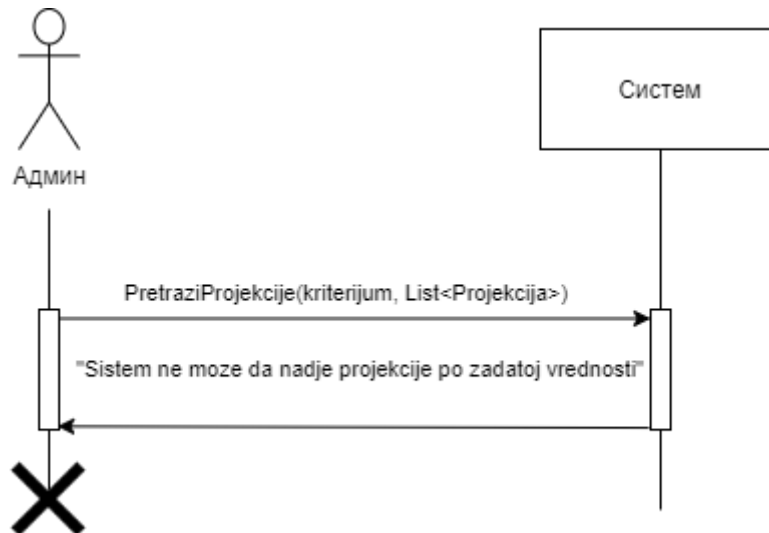 Систем
Админ
PretraziProjekcije(kriterijum, List<Projekcija>)
"Sistem ne moze da nadje projekcije po zadatoj vrednosti"